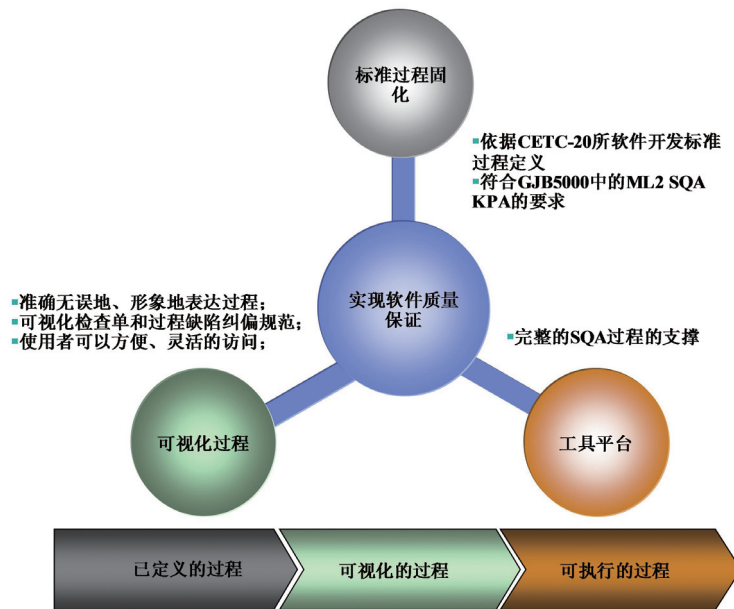 标准过程固
化
▪依据CETC-20所软件开发标准
过程定义
▪符合GJB5000中的ML2 SQA
KPA的要求
实现软件质量
保证
▪准确无误地、形象地表达过程；
▪可视化检查单和过程缺陷纠偏规范；
▪使用者可以方便、灵活的访问；
▪完整的SQA过程的支撑
可视化过程
工具平台
已定义的过程
可视化的过程
可执行的过程